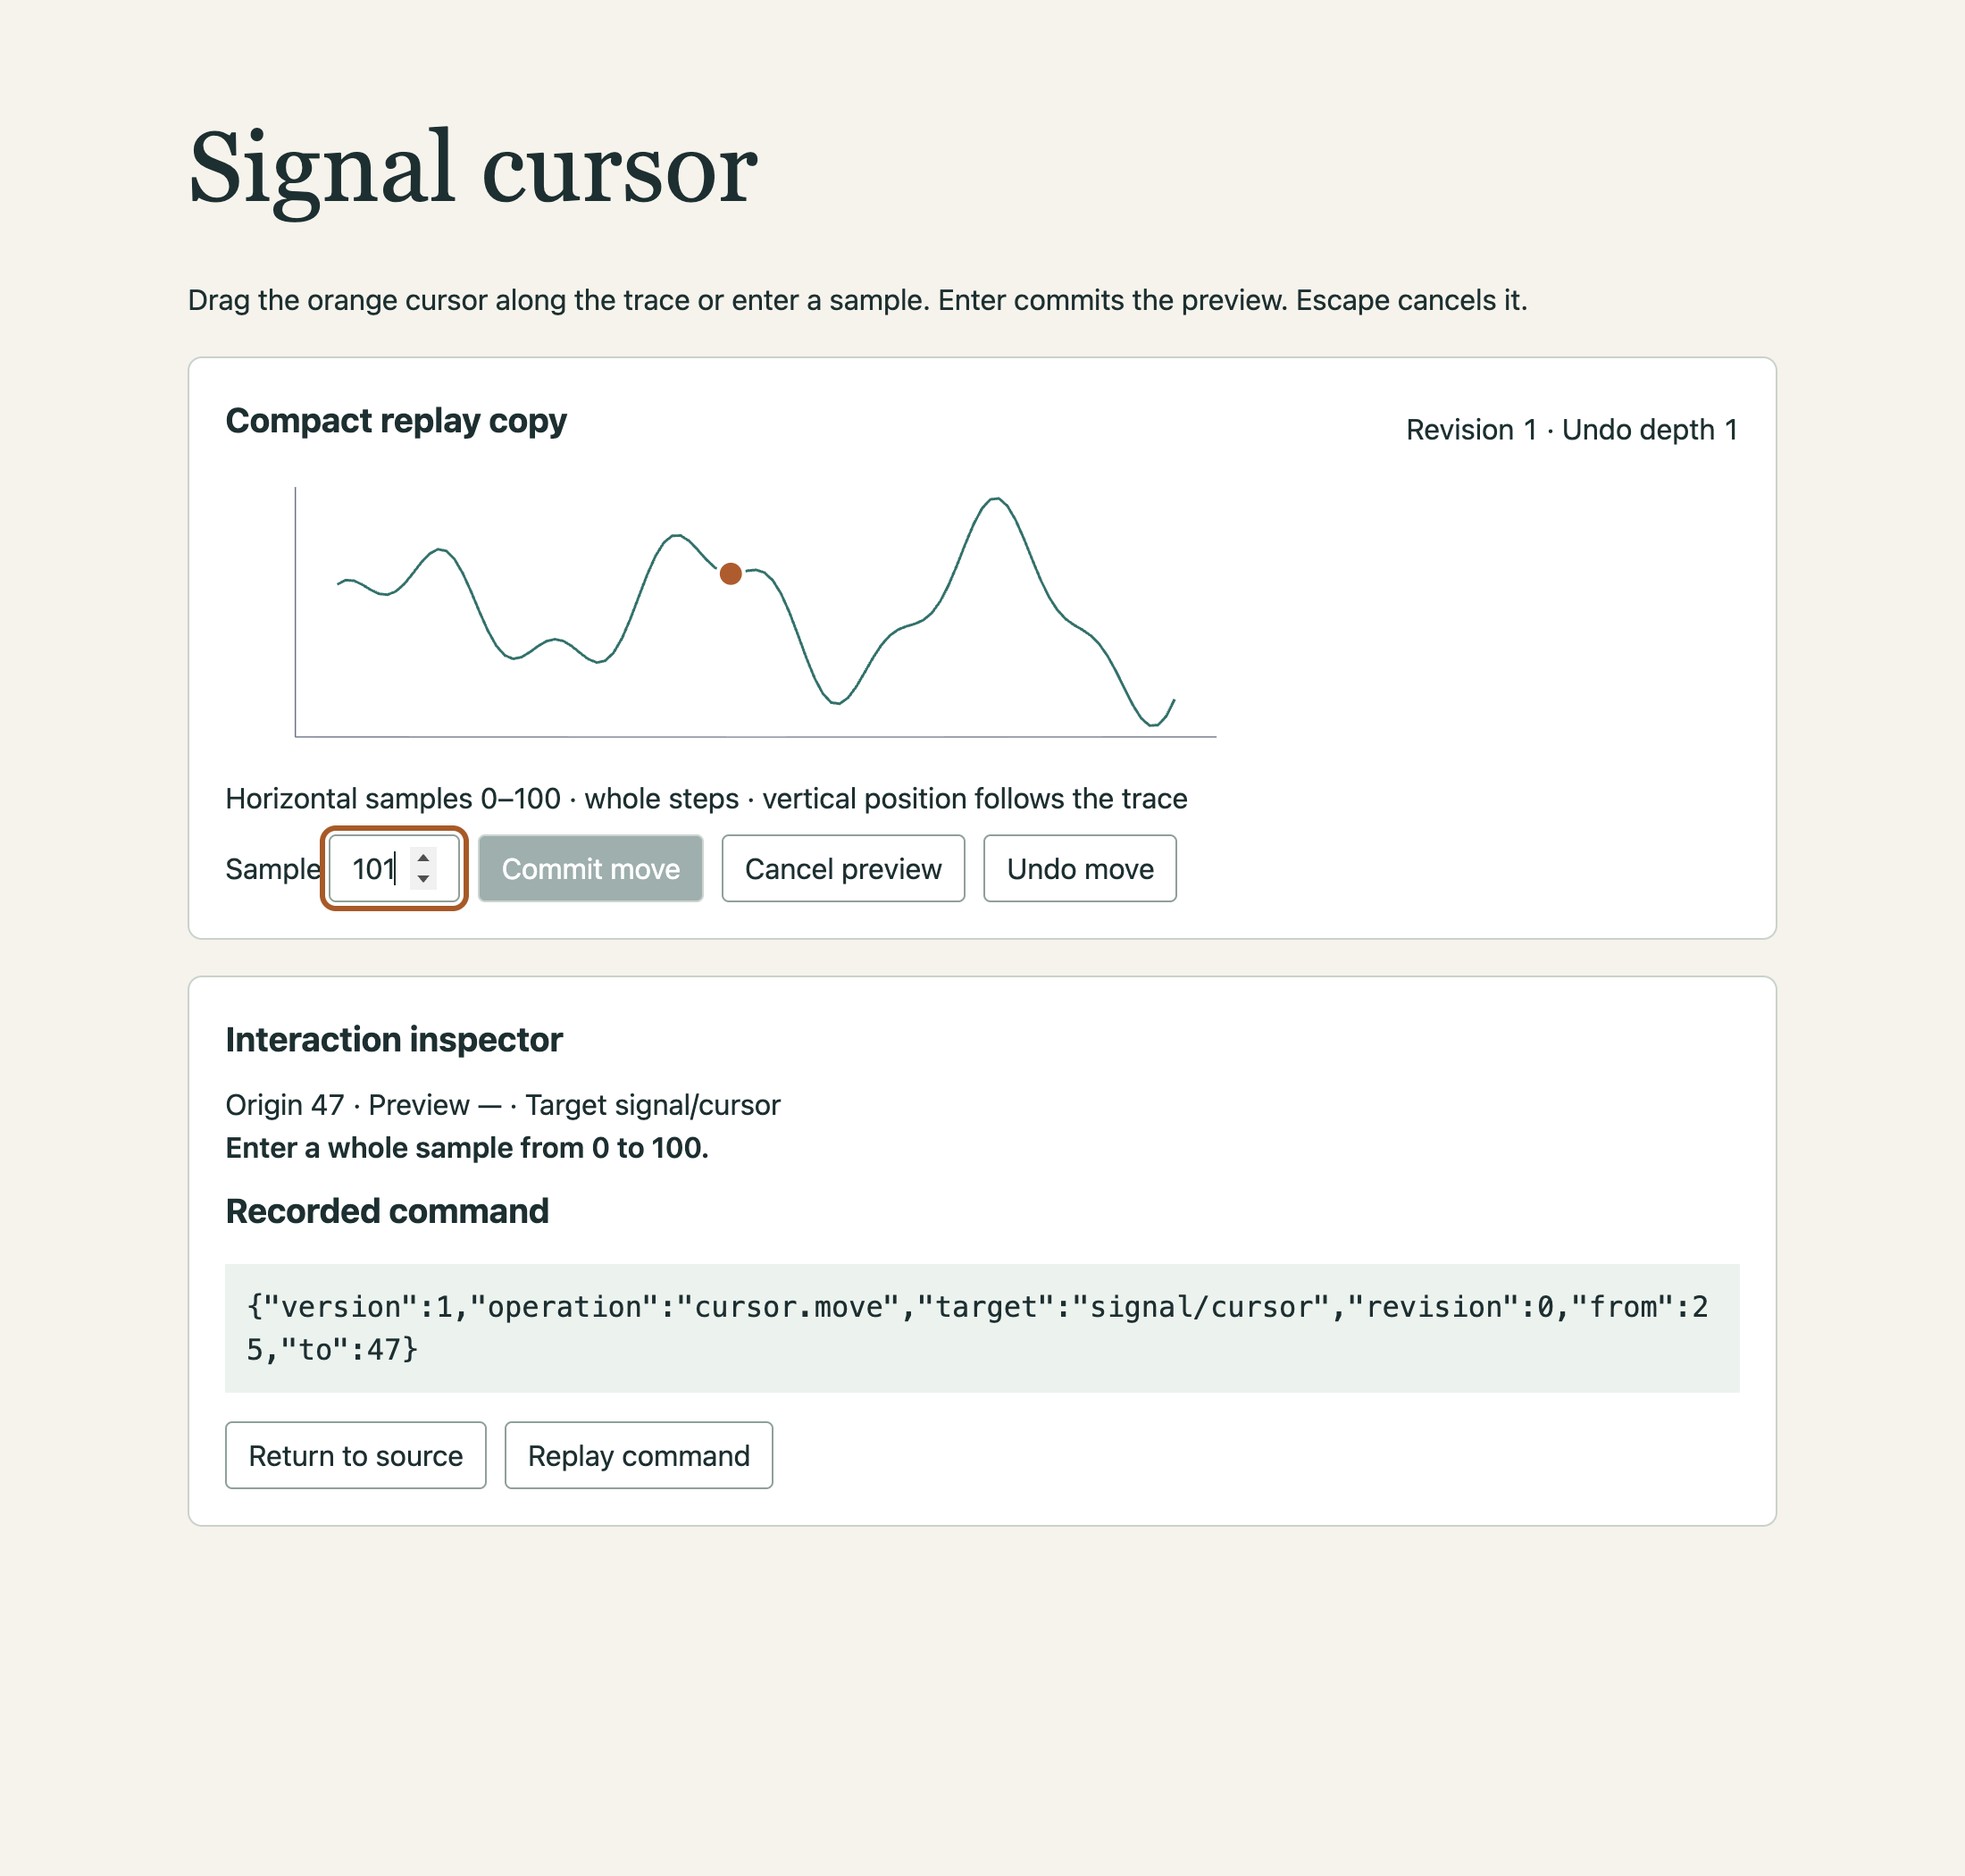 Signal cursor
Drag the orange cursor along the trace or enter a sample. Enter commits the preview. Escape cancels it.
Compact replay copy
Revision 1 · Undo depth 1
Horizontal samples 0–100 · whole steps · vertical position follows the trace
Sample 101 Commit move Cancel preview Undo move
Interaction inspector
Origin 47 · Preview — · Target signal/cursor
Enter a whole sample from 0 to 100.
Recorded command
{"version":1,"operation":"cursor.move","target":"signal/cursor","revision":0,"from":2
5,"to":47}
Return to source Replay command